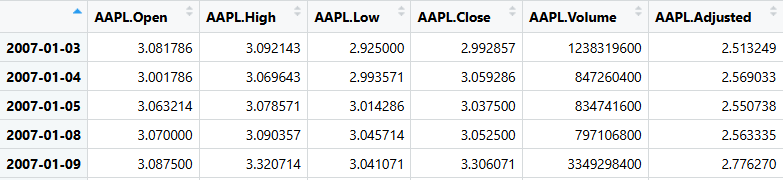 AAPL.Open AAPL.High AAPL.Low AAPL.Close AAPL.Volume AAPL.Adjusted
2007-01-03 3.081786 3.092143 2.925000 2.992857 1238319600 2.513249
2007-01-04 3.001786 3.069643 2.993571 3.059286 847260400 2.569033
2007-01-05 3.063214 3.078571 3.014286 3.037500 834741600 2.550738
2007-01-08 3.070000 3.090357 3.045714 3.052500 797106800 2.563335
2007-01-09 3.087500 3.320714 3.041071 3.306071 3349298400 2.776270